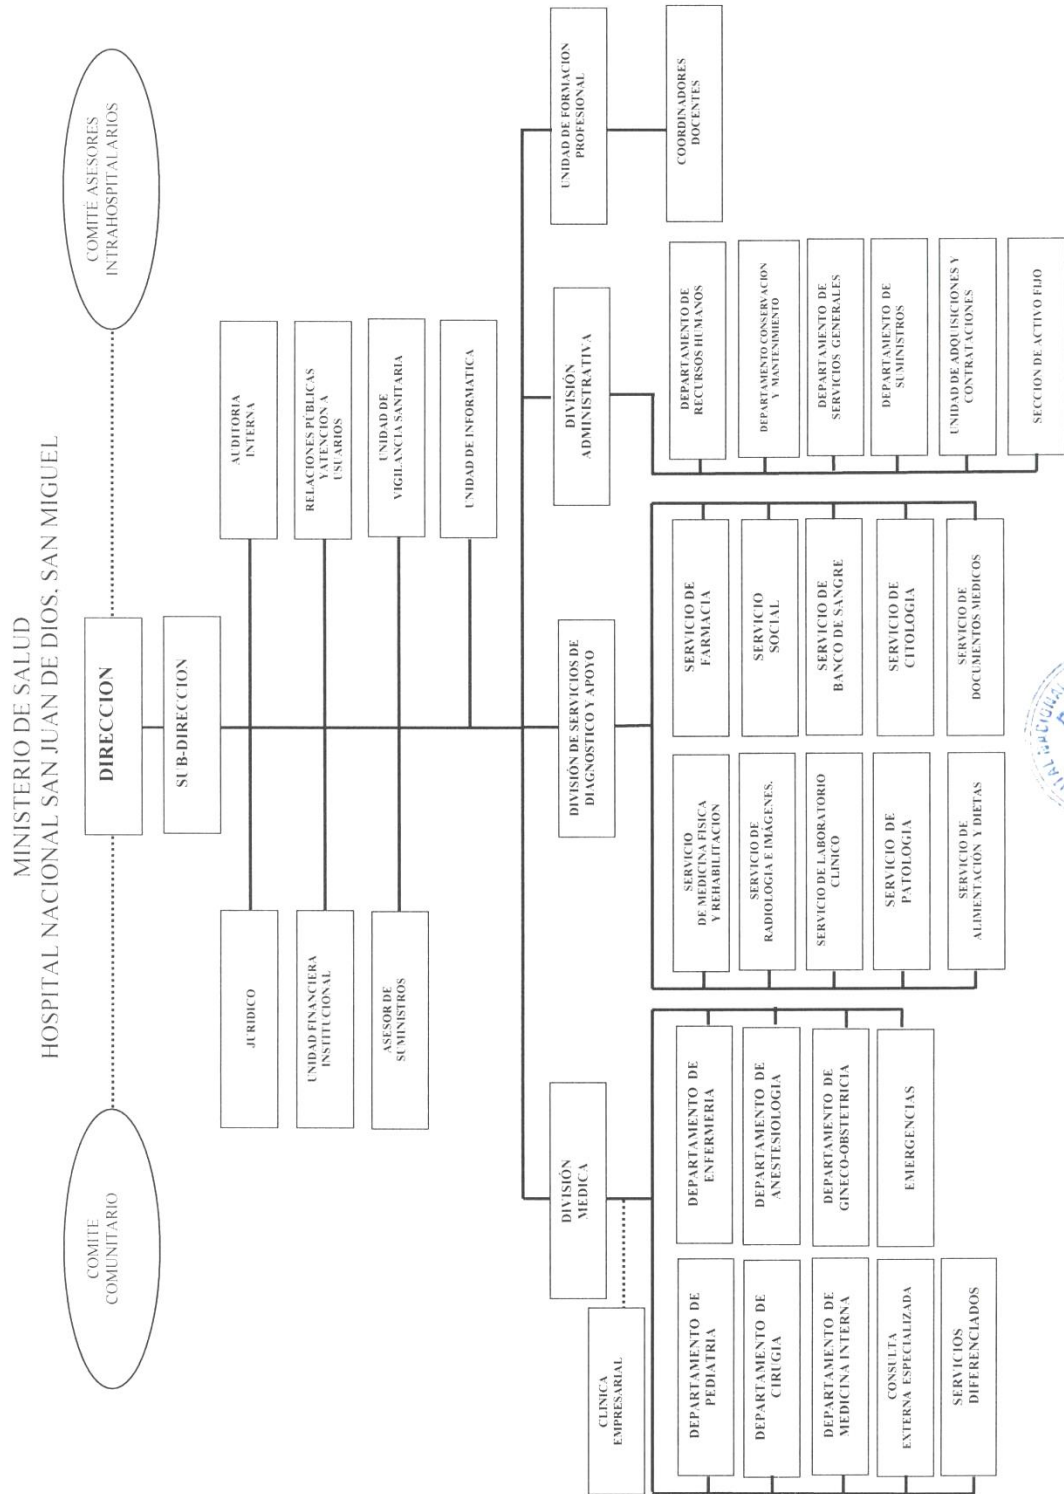 MINISTERIO DE SALUD
HOSPITAL NACIONAL SAN JUAN DE DIOS, SAN MIGUEL
COMITE
COMUNITARIO
DIRECCION
COMITÉ ASESORES
INTRAHOSPITALARIOS
SUB-DIRECCION
JURIDICO
AUDITORIA
INTERNA
UNIDAD FINANCIERA
INSTITUCIONAL
RELACIONES PÚBLICAS
Y ATENCION A
USUARIOS
ASESOR DE
SUMINISTROS
UNIDAD DE
VIGILANCIA SANITARIA
UNIDAD DE INFORMATICA
DIVISIÓN
MEDICA
DIVISIÓN DE SERVICIOS DE
DIAGNOSTICO Y APOYO
DIVISIÓN
ADMINISTRATIVA
UNIDAD DE FORMACION
PROFESIONAL
CLINICA
EMPRESARIAL
COORDINADORES
DOCENTES
DEPARTAMENTO DE
PEDIATRIA
DEPARTAMENTO DE
ENFERMERIA
DEPARTAMENTO DE
CIRUGIA
DEPARTAMENTO DE
ANESTESIOLOGIA
DEPARTAMENTO DE
MEDICINA INTERNA
DEPARTAMENTO DE
GINECO-OBSTETRICIA
CONSULTA
EXTERNA ESPECIALIZADA
EMERGENCIAS
SERVICIOS
DIFERENCIADOS
SERVICIO
DE MEDICINA FISICA
Y REHABILITACION
SERVICIO DE
FARMACIA
SERVICIO DE
RADIOLOGIA E IMÁGENES.
SERVICIO
SOCIAL
SERVICIO DE LABORATORIO
CLINICO
SERVICIO DE
BANCO DE SANGRE
SERVICIO DE
PATOLOGIA
SERVICIO DE
CITOLOGIA
SERVICIO DE
ALIMENTACION Y DIETAS
SERVICIO DE
DOCUMENTOS MEDICOS
DEPARTAMENTO DE
RECURSOS HUMANOS
DEPARTAMENTO CONSERVACION
Y MANTENIMIENTO
DEPARTAMENTO DE
SERVICIOS GENERALES
DEPARTAMENTO DE
SUMINISTROS
UNIDAD DE ADQUISICIONES Y
CONTRATACIONES
SECCION DE ACTIVO FIJO